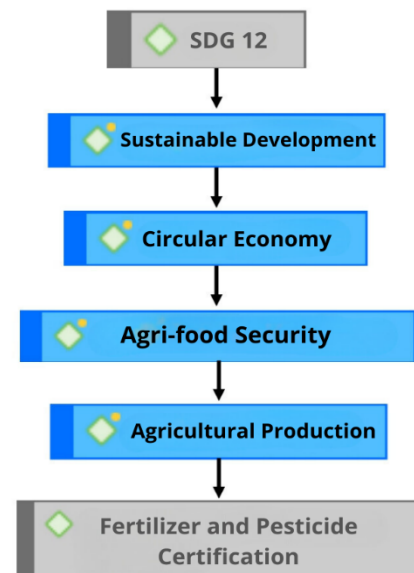 SDG 12
Sustainable Development
Circular Economy
Agri-food Security
Agricultural Production
Fertilizer and Pesticide
Certification